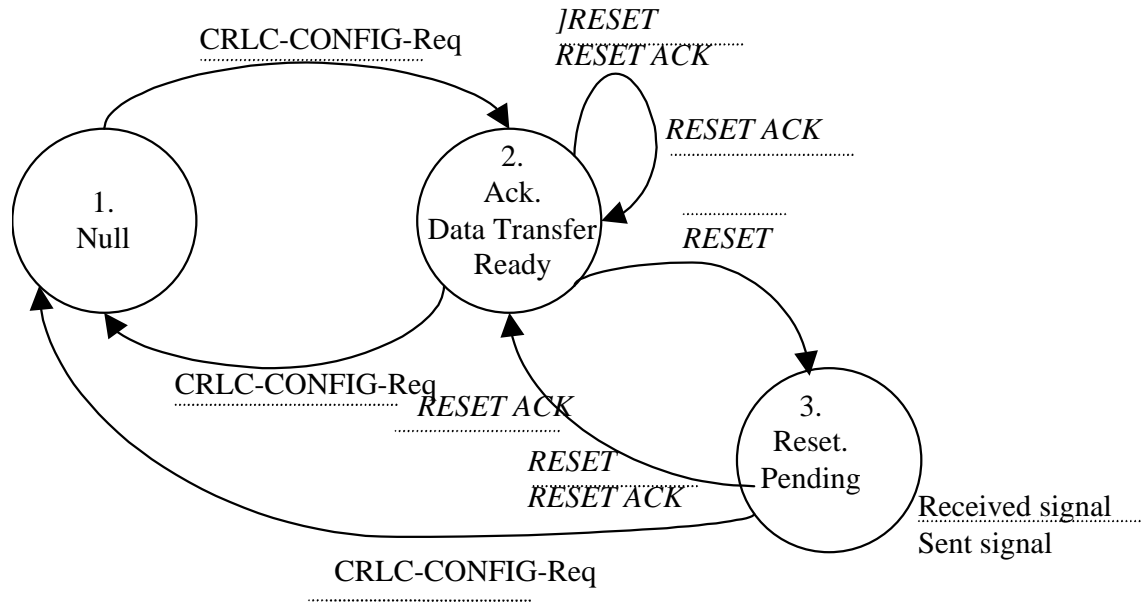 CRLC-CONFIG-Req
]RESET
RESET ACK
RESET ACK
1.
Null
2.
Ack.
Data Transfer
Ready
RESET
CRLC-CONFIG-Req
RESET ACK
3.
Reset.
Pending
RESET
RESET ACK
Received signal
Sent signal
CRLC-CONFIG-Req